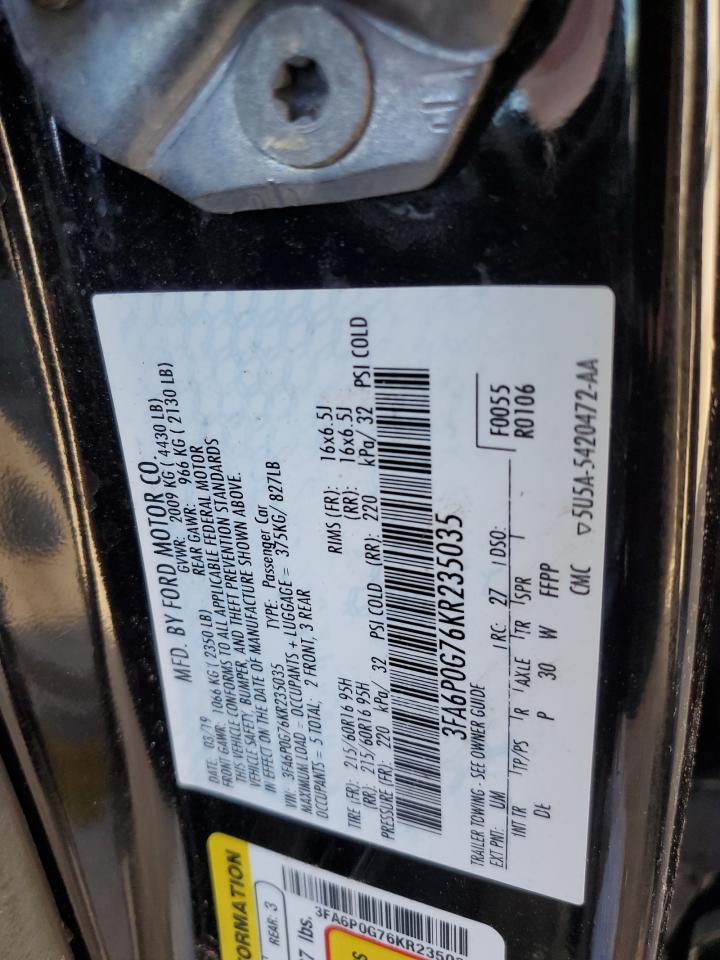 MFD. BY FORD MOTOR CO.
DATE: 03/19 GVWR: 2009 KG ( 4430 LB)
FRONT GAWR: 1066 KG ( 2350 LB) REAR GAWR: 966 KG ( 2130 LB)
THIS VEHICLE CONFORMS TO ALL APPLICABLE FEDERAL MOTOR
VEHICLE SAFETY, BUMPER, AND THEFT PREVENTION STANDARDS
IN EFFECT ON THE DATE OF MANUFACTURE SHOWN ABOVE.
VIN: 3FA6P0G76KR235035 TYPE: Passenger Car
MAXIMUM LOAD = OCCUPANTS + LUGGAGE = 375KG/ 827LB
OCCUPANTS = 5 TOTAL: 2 FRONT, 3 REAR
TIRE (FR): 215/60R16 95H RIMS (FR): 16x6.5J
(RR): 215/60R16 95H (RR): 16x6.5J
PRESSURE (FR): 220 kPa/ 32 PSI COLD (RR): 220 kPa/ 32 PSI COLD
3FA6P0G76KR235035
TRAILER TOWING - SEE OWNER GUIDE
F0055
R0106
EXT PNT: UM RC: 27 DSO:
INT TR TP/PS R AXLE TR SPR
DE P 30 W FFPP
CMC ▽5U5A-5420472-AA
FORMATION
REAR: 3
7 lbs.
3FA6P0G76KR2350
S